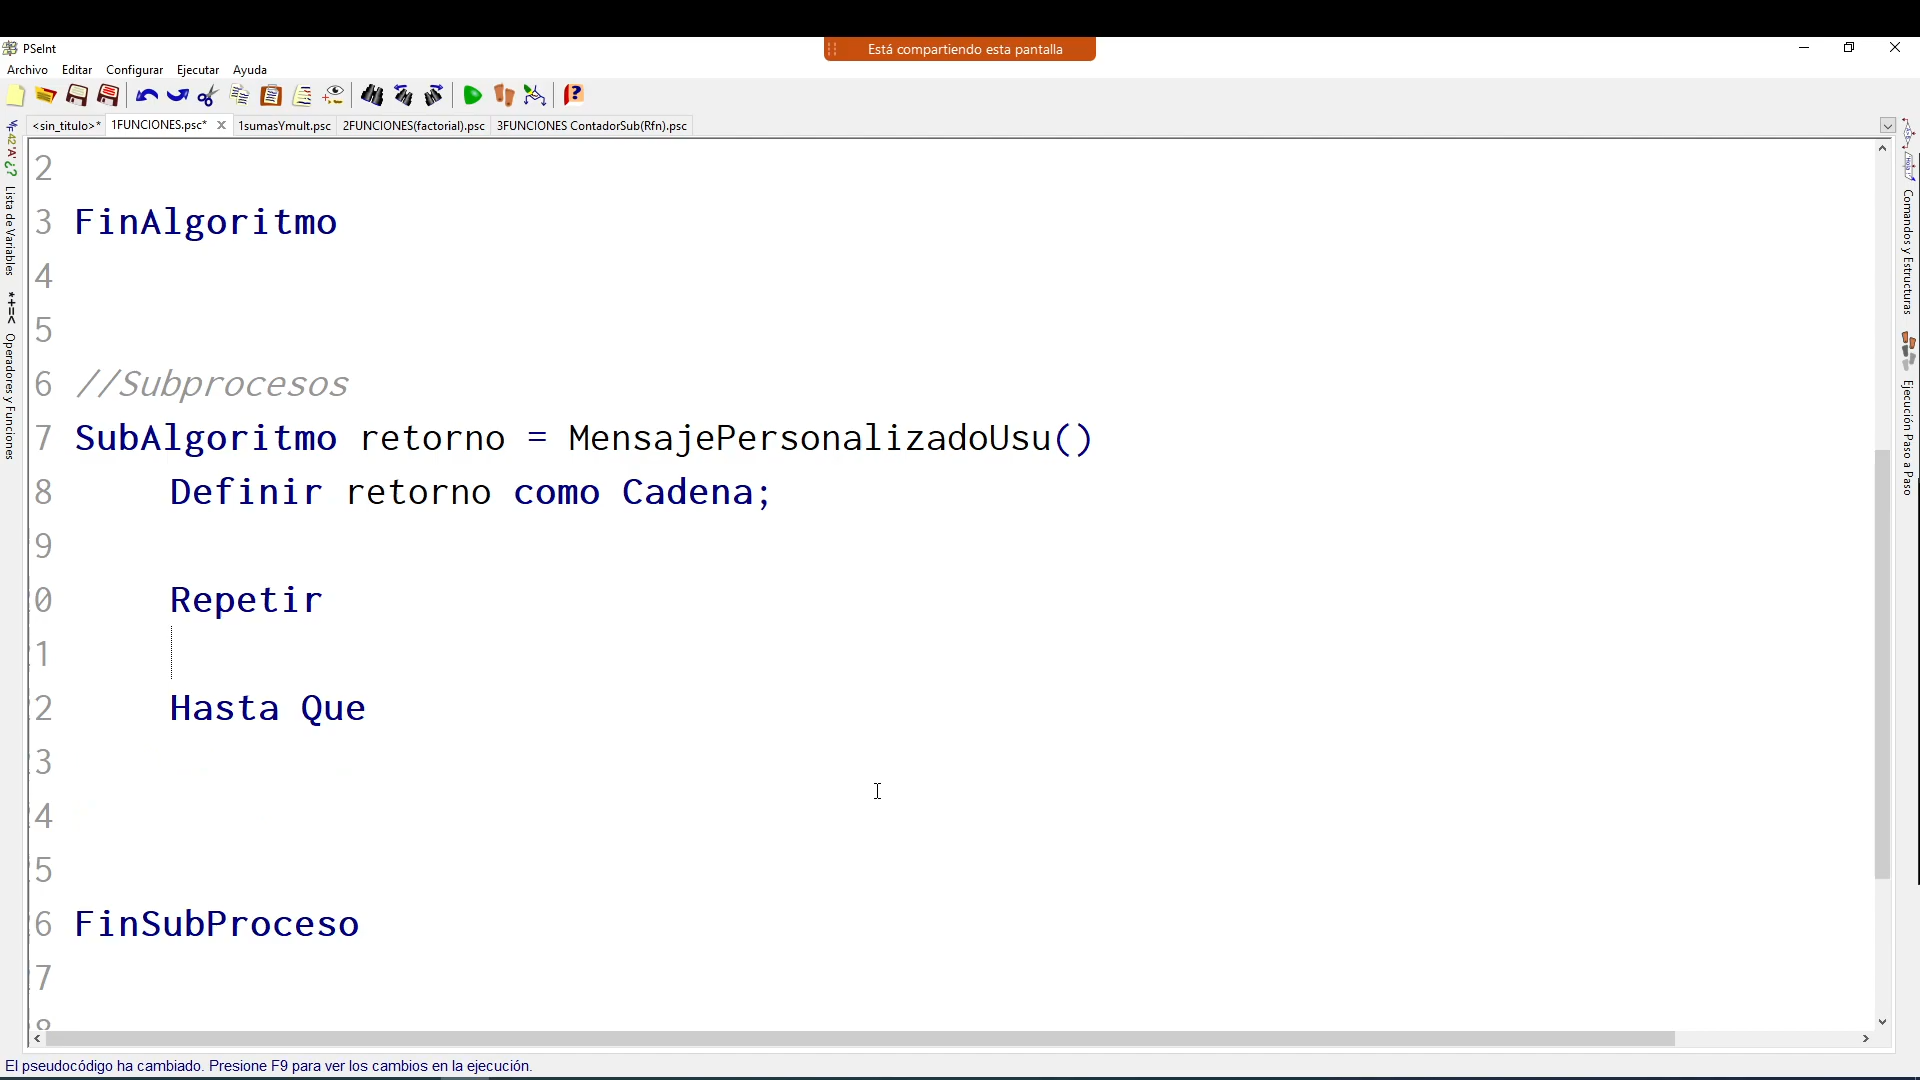 PSeInt
Está compartiendo esta pantalla
Archivo Editar Configurar Ejecutar Ayuda
<sin_titulo>* 1FUNCIONES.psc* 1sumasYmult.psc 2FUNCIONES(factorial).psc 3FUNCIONES ContadorSub(Rfn).psc
Lista de Variables
*+=< Operadores y Funciones
Comandos y Estructuras
Ejecución Paso a Paso
2
3 FinAlgoritmo
4
5
6 //Subprocesos
7 SubAlgoritmo retorno = MensajePersonalizadoUsu()
8 Definir retorno como Cadena;
9
0 Repetir
1
2 Hasta Que
3
4
5
6 FinSubProceso
7
8
El pseudocódigo ha cambiado. Presione F9 para ver los cambios en la ejecución.